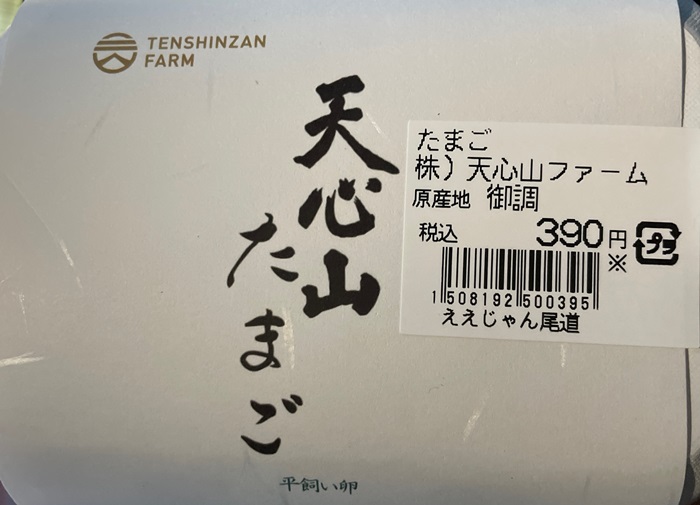 TENSHINZAN
FARM
天心山
たまご
平飼い卵
たまご
株）天心山ファーム
原産地 御調
税込 390円
※
プラ
1508192500395
ええじゃん尾道